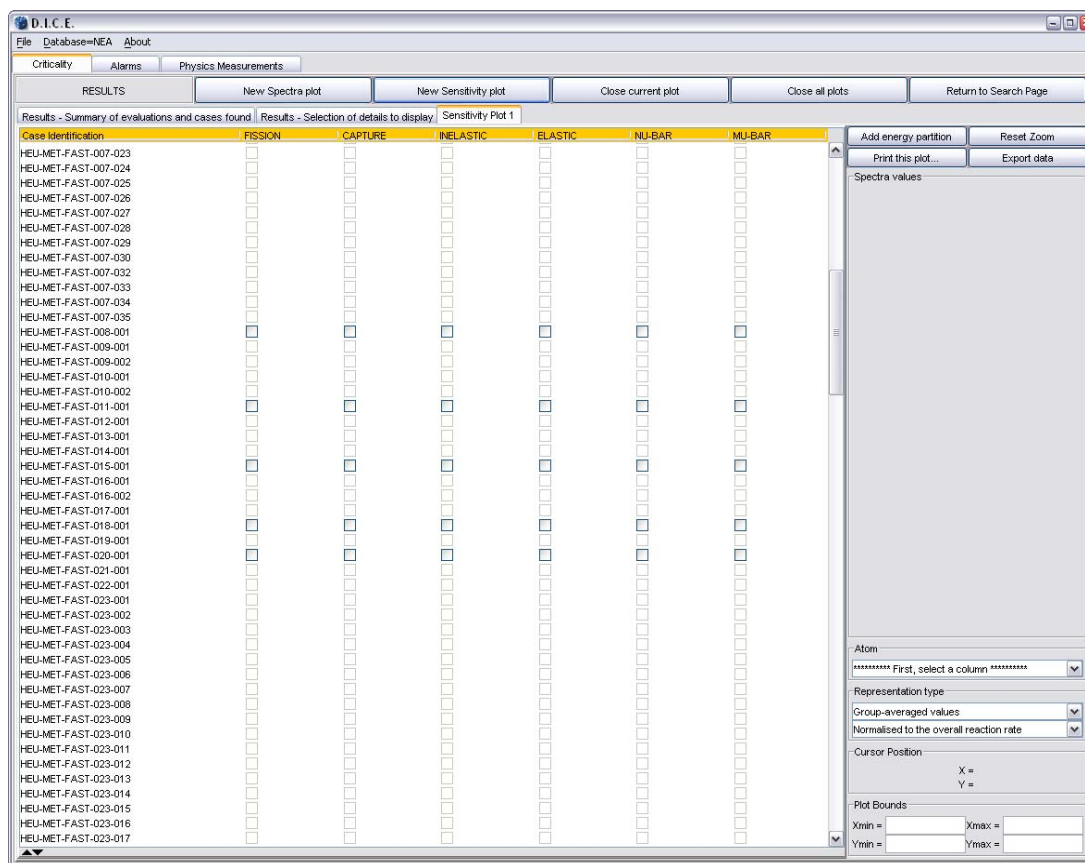 D.I.C.E.
File Database=NEA About
Criticality Alarms Physics Measurements
RESULTS New Spectra plot New Sensitivity plot Close current plot Close all plots Return to Search Page
Results - Summary of evaluations and cases found Results - Selection of details to display Sensitivity Plot 1
Case Identification FISSION CAPTURE INELASTIC ELASTIC NU-BAR MU-BAR
HEU-MET-FAST-007-023
HEU-MET-FAST-007-024
HEU-MET-FAST-007-025
HEU-MET-FAST-007-026
HEU-MET-FAST-007-027
HEU-MET-FAST-007-028
HEU-MET-FAST-007-029
HEU-MET-FAST-007-030
HEU-MET-FAST-007-032
HEU-MET-FAST-007-033
HEU-MET-FAST-007-034
HEU-MET-FAST-007-035
HEU-MET-FAST-008-001
HEU-MET-FAST-009-001
HEU-MET-FAST-009-002
HEU-MET-FAST-010-001
HEU-MET-FAST-010-002
HEU-MET-FAST-011-001
HEU-MET-FAST-012-001
HEU-MET-FAST-013-001
HEU-MET-FAST-014-001
HEU-MET-FAST-015-001
HEU-MET-FAST-016-001
HEU-MET-FAST-016-002
HEU-MET-FAST-017-001
HEU-MET-FAST-018-001
HEU-MET-FAST-019-001
HEU-MET-FAST-020-001
HEU-MET-FAST-021-001
HEU-MET-FAST-022-001
HEU-MET-FAST-023-001
HEU-MET-FAST-023-002
HEU-MET-FAST-023-003
HEU-MET-FAST-023-004
HEU-MET-FAST-023-005
HEU-MET-FAST-023-006
HEU-MET-FAST-023-007
HEU-MET-FAST-023-008
HEU-MET-FAST-023-009
HEU-MET-FAST-023-010
HEU-MET-FAST-023-011
HEU-MET-FAST-023-012
HEU-MET-FAST-023-013
HEU-MET-FAST-023-014
HEU-MET-FAST-023-015
HEU-MET-FAST-023-016
HEU-MET-FAST-023-017
Add energy partition Reset Zoom
Print this plot... Export data
Spectra values
Atom
********** First, select a column **********
Representation type
Group-averaged values
Normalised to the overall reaction rate
Cursor Position
X =
Y =
Plot Bounds
Xmin = Xmax =
Ymin = Ymax =